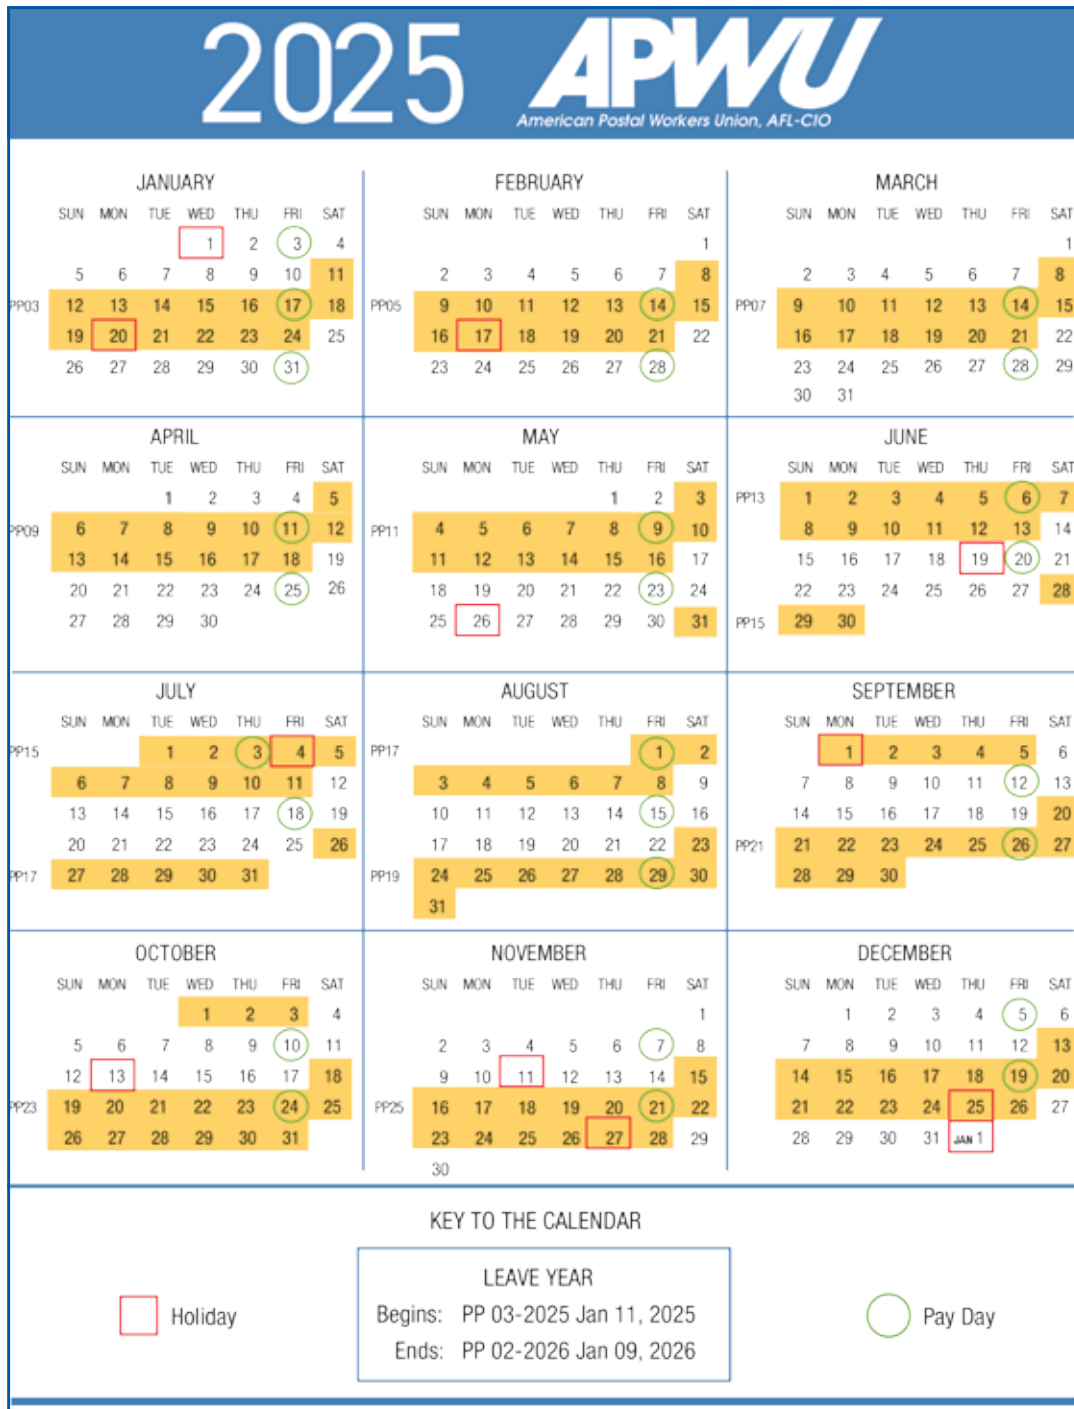 2025 APWU
American Postal Workers Union, AFL-CIO
JANUARY
SUN MON TUE WED THU FRI SAT
1 2 3 4
5 6 7 8 9 10 11
PP03 12 13 14 15 16 17 18
19 20 21 22 23 24 25
26 27 28 29 30 31
FEBRUARY
SUN MON TUE WED THU FRI SAT
1
2 3 4 5 6 7 8
PP05 9 10 11 12 13 14 15
16 17 18 19 20 21 22
23 24 25 26 27 28
MARCH
SUN MON TUE WED THU FRI SAT
1
2 3 4 5 6 7 8
PP07 9 10 11 12 13 14 15
16 17 18 19 20 21 22
23 24 25 26 27 28 29
30 31
APRIL
SUN MON TUE WED THU FRI SAT
1 2 3 4 5
PP09 6 7 8 9 10 11 12
13 14 15 16 17 18 19
20 21 22 23 24 25 26
27 28 29 30
MAY
SUN MON TUE WED THU FRI SAT
1 2 3
PP11 4 5 6 7 8 9 10
11 12 13 14 15 16 17
18 19 20 21 22 23 24
25 26 27 28 29 30 31
JUNE
SUN MON TUE WED THU FRI SAT
PP13 1 2 3 4 5 6 7
8 9 10 11 12 13 14
15 16 17 18 19 20 21
22 23 24 25 26 27 28
PP15 29 30
JULY
SUN MON TUE WED THU FRI SAT
PP15 1 2 3 4 5
6 7 8 9 10 11 12
13 14 15 16 17 18 19
20 21 22 23 24 25 26
PP17 27 28 29 30 31
AUGUST
SUN MON TUE WED THU FRI SAT
PP17 1 2
3 4 5 6 7 8 9
10 11 12 13 14 15 16
17 18 19 20 21 22 23
PP19 24 25 26 27 28 29 30
31
SEPTEMBER
SUN MON TUE WED THU FRI SAT
1 2 3 4 5 6
7 8 9 10 11 12 13
14 15 16 17 18 19 20
PP21 21 22 23 24 25 26 27
28 29 30
OCTOBER
SUN MON TUE WED THU FRI SAT
1 2 3 4
5 6 7 8 9 10 11
12 13 14 15 16 17 18
PP23 19 20 21 22 23 24 25
26 27 28 29 30 31
NOVEMBER
SUN MON TUE WED THU FRI SAT
1
2 3 4 5 6 7 8
9 10 11 12 13 14 15
PP25 16 17 18 19 20 21 22
23 24 25 26 27 28 29
30
DECEMBER
SUN MON TUE WED THU FRI SAT
1 2 3 4 5 6
7 8 9 10 11 12 13
14 15 16 17 18 19 20
21 22 23 24 25 26 27
28 29 30 31 JAN 1
KEY TO THE CALENDAR
Holiday
LEAVE YEAR
Begins: PP 03-2025 Jan 11, 2025
Ends: PP 02-2026 Jan 09, 2026
Pay Day